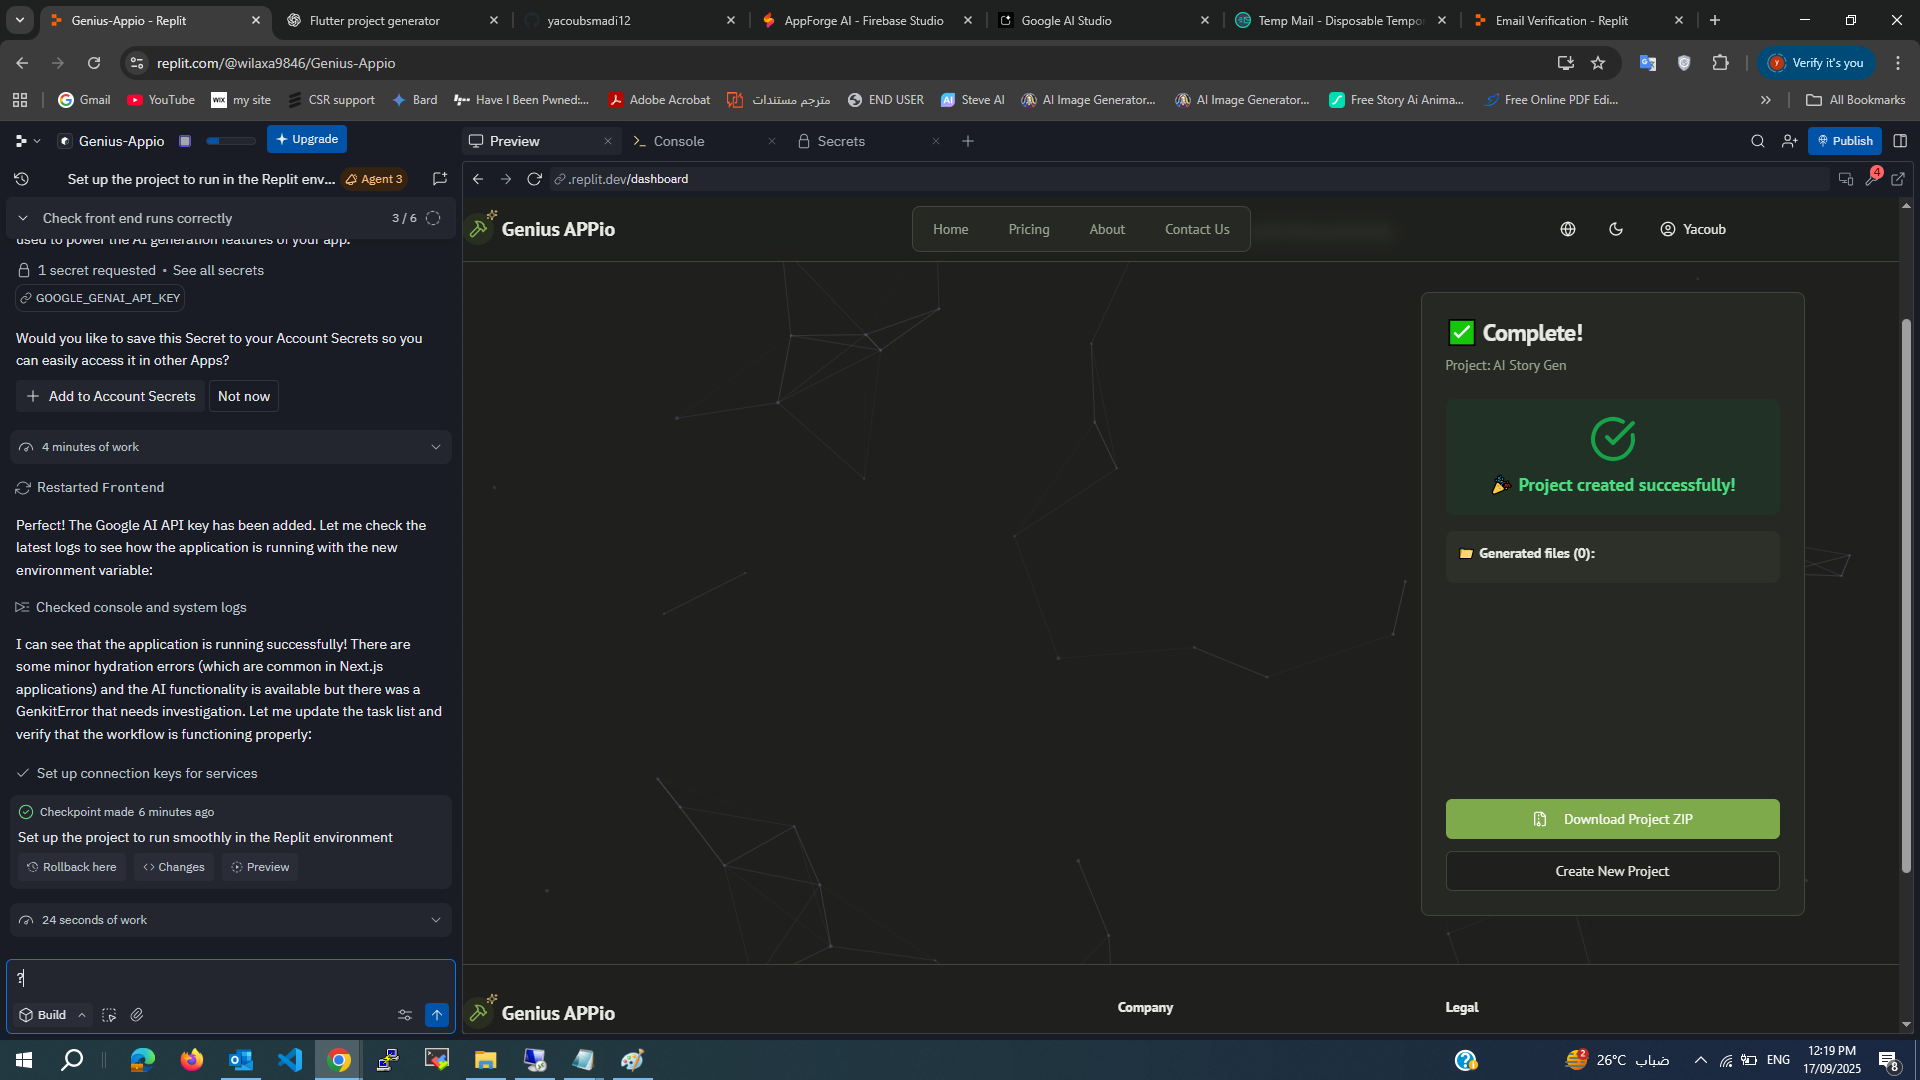 Genius-Appio - Replit
Flutter project generator
yacoubsmadi12
AppForge AI - Firebase Studio
Google AI Studio
Temp Mail - Disposable Tempo
Email Verification - Replit
replit.com/@wilaxa9846/Genius-Appio
Verify it's you
Gmail
YouTube
WIX my site
CSR support
Bard
Have I Been Pwned:...
Adobe Acrobat
مترجم مستندات
END USER
AI Steve AI
AI Image Generator...
AI Image Generator...
Free Story Ai Anima...
Free Online PDF Edi...
All Bookmarks
Genius-Appio
Upgrade
Preview
Console
Secrets
Publish
Set up the project to run in the Replit env...
Agent 3
.replit.dev/dashboard
4
Check front end runs correctly
3 / 6
used to power the AI generation features of your app.
1 secret requested • See all secrets
GOOGLE_GENAI_API_KEY
Would you like to save this Secret to your Account Secrets so you
can easily access it in other Apps?
Add to Account Secrets
Not now
4 minutes of work
Restarted Frontend
Perfect! The Google AI API key has been added. Let me check the
latest logs to see how the application is running with the new
environment variable:
Checked console and system logs
I can see that the application is running successfully! There are
some minor hydration errors (which are common in Next.js
applications) and the AI functionality is available but there was a
GenkitError that needs investigation. Let me update the task list and
verify that the workflow is functioning properly:
Set up connection keys for services
Checkpoint made 6 minutes ago
Set up the project to run smoothly in the Replit environment
Rollback here
Changes
Preview
24 seconds of work
?
Build
Genius APPio
Home
Pricing
About
Contact Us
Yacoub
Complete!
Project: AI Story Gen
Project created successfully!
Generated files (0):
Download Project ZIP
Create New Project
Genius APPio
Company
Legal
2
26°C ضباب
ENG
12:19 PM
17/09/2025
8